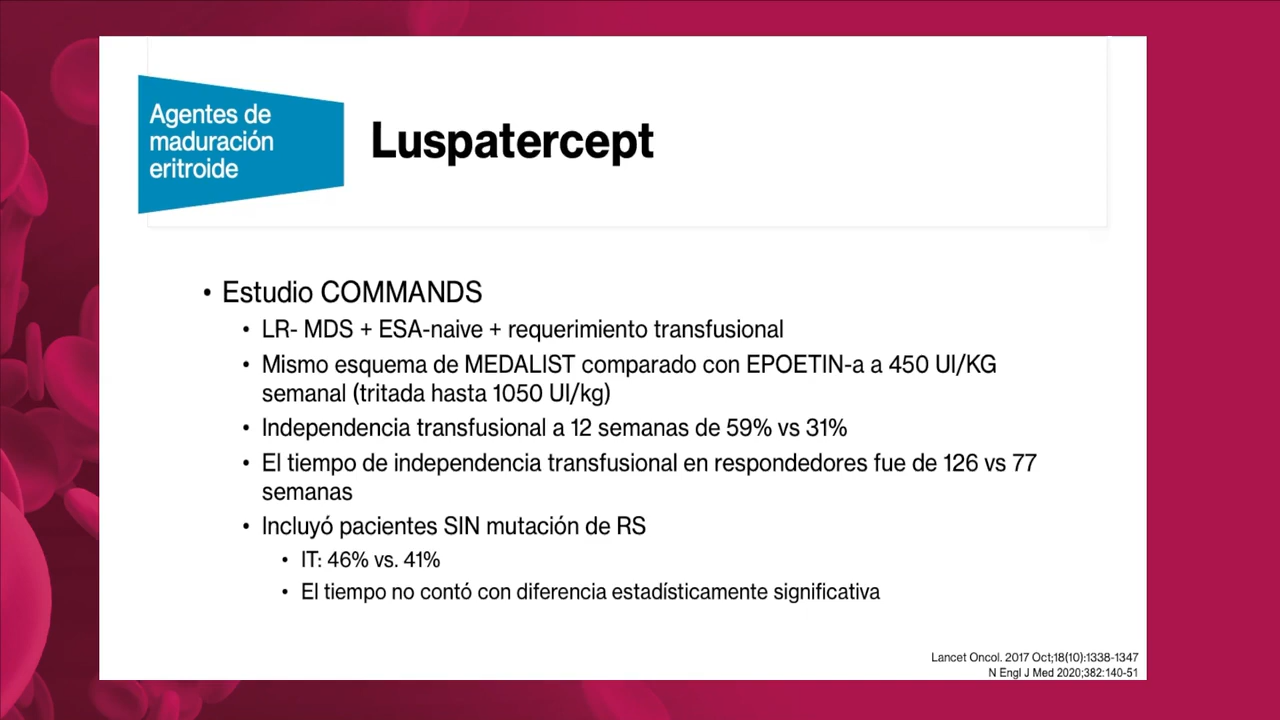 Agentes de
maduración
eritroide
Luspatercept
• Estudio COMMANDS
• LR- MDS + ESA-naive + requerimiento transfusional
• Mismo esquema de MEDALIST comparado con EPOETIN-a a 450 UI/KG
semanal (tritada hasta 1050 UI/kg)
• Independencia transfusional a 12 semanas de 59% vs 31%
• El tiempo de independencia transfusional en respondedores fue de 126 vs 77
semanas
• Incluyó pacientes SIN mutación de RS
• IT: 46% vs. 41%
• El tiempo no contó con diferencia estadísticamente significativa
Lancet Oncol. 2017 Oct;18(10):1338-1347
N Engl J Med 2020;382:140-51